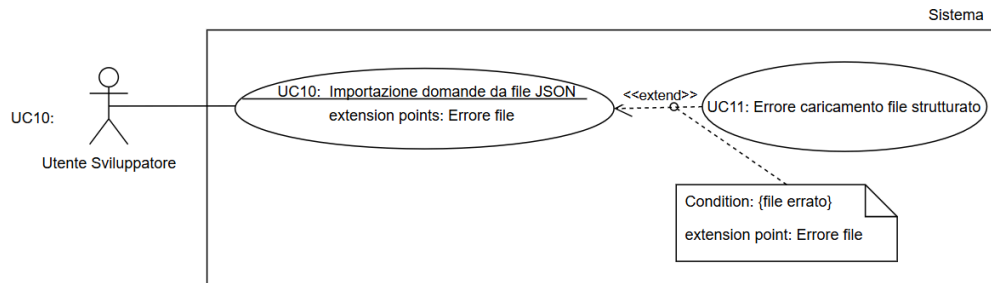 Sistema
UC10: Importazione domande da file JSON
extension points: Errore file
<<extend>>
UC11: Errore caricamento file strutturato
UC10:
Utente Sviluppatore
Condition: {file errato}
extension point: Errore file